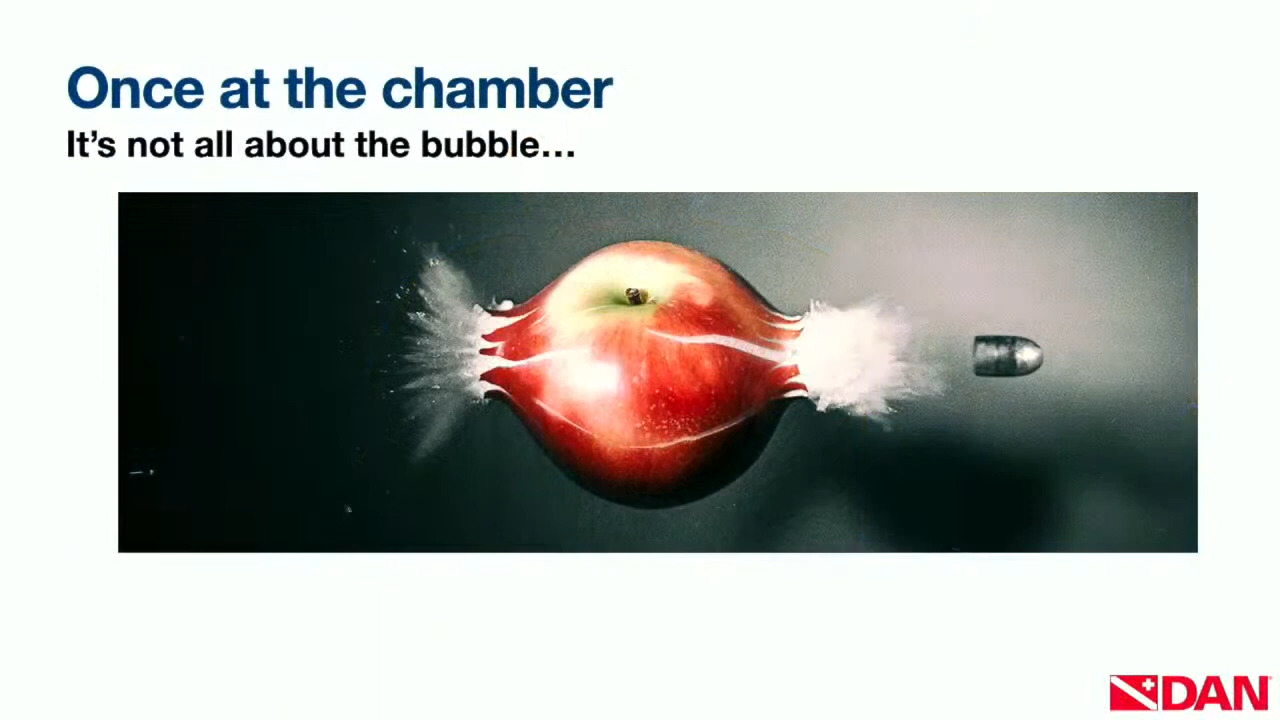 Once at the chamber
It’s not all about the bubble…
DAN